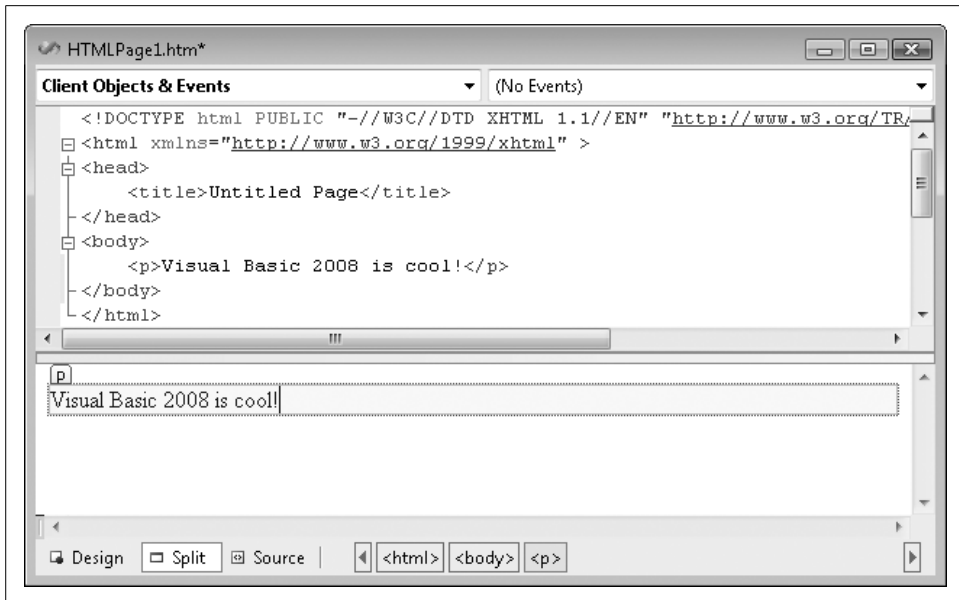 HTMLPage1.htm*
Client Objects & Events (No Events)
<!DOCTYPE html PUBLIC "-//W3C//DTD XHTML 1.1//EN" "http://www.w3.org/TR/
<html xmlns="http://www.w3.org/1999/xhtml" >
<head>
<title>Untitled Page</title>
</head>
<body>
<p>Visual Basic 2008 is cool!</p>
</body>
</html>
p
Visual Basic 2008 is cool!
Design Split Source <html> <body> <p>